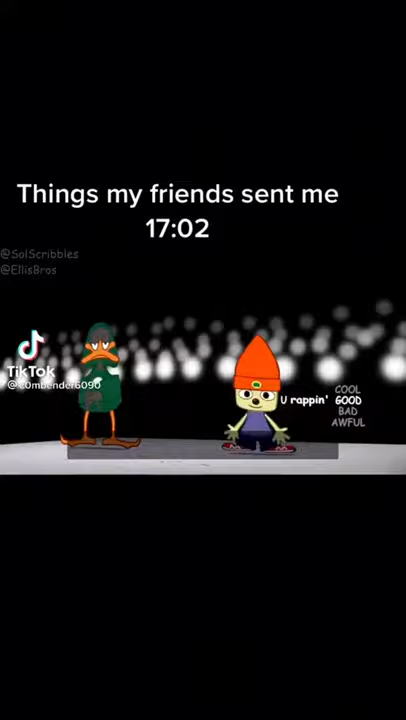 Things my friends sent me
17:02
@SolScribbles
@EllisBros
TikTok
@C0mbender6090
U rappin'
COOL
GOOD
BAD
AWFUL